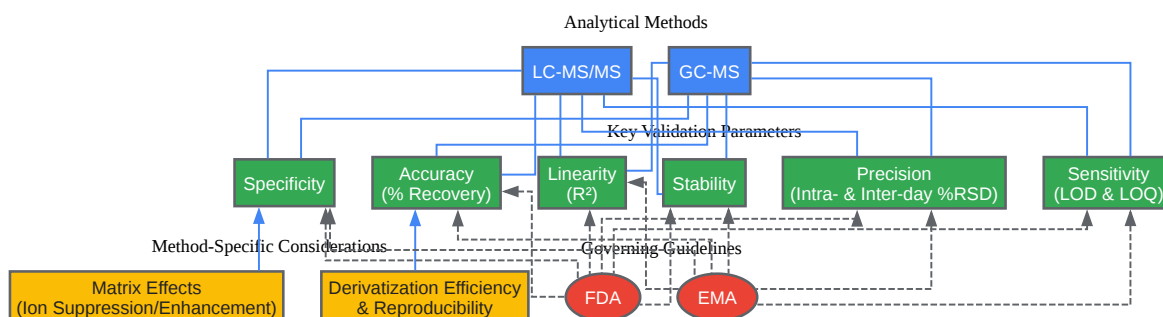 Analytical Methods
LC-MS/MS
GC-MS
Key Validation Parameters
Specificity
Accuracy
(% Recovery)
Linearity
(R²)
Stability
Precision
(Intra- & Inter-day %RSD)
Sensitivity
(LOD & LOQ)
Method-Specific Considerations
Governing Guidelines
Matrix Effects
(Ion Suppression/Enhancement)
Derivatization Efficiency
& Reproducibility
FDA
EMA